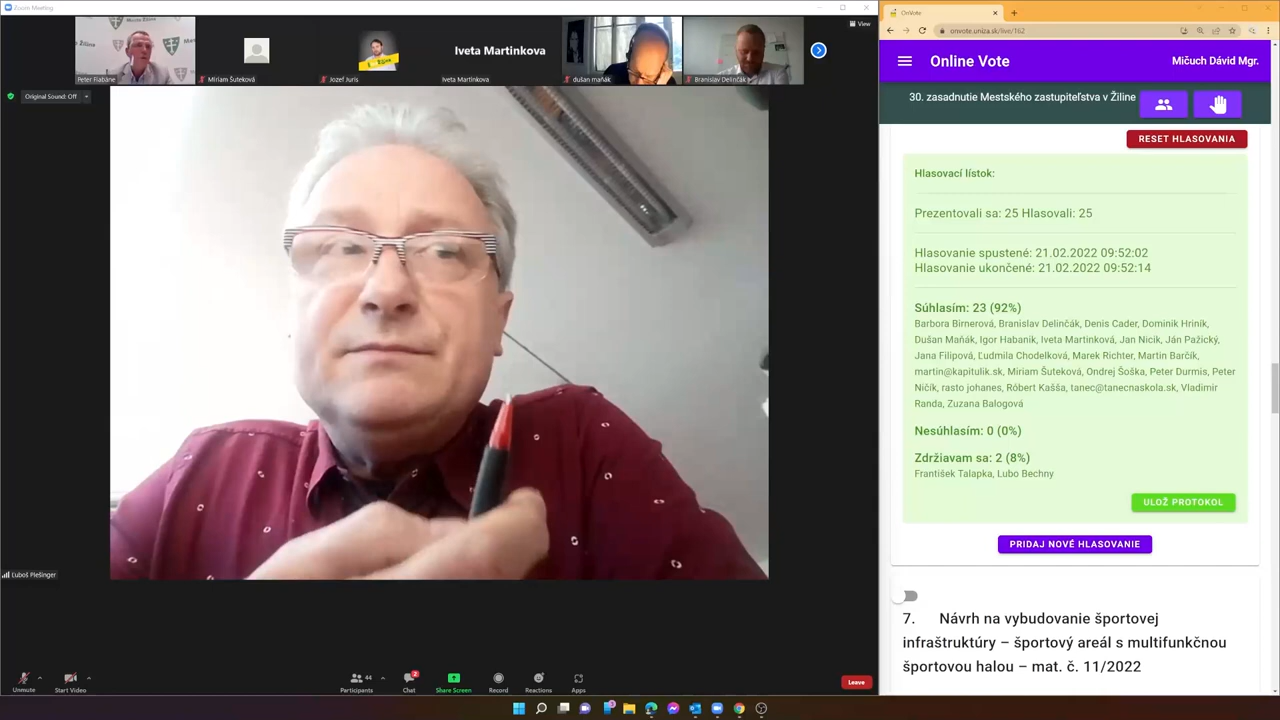 Zoom Meeting
View
Peter Fiabáne
Miriam Šuteková
Jozef Juriš
Iveta Martinkova
Iveta Martinkova
dušan maňák
Branislav Delinčák
Original Sound: Off
Ľuboš Plešinger
Unmute
Start Video
Participants
44
Chat
2
Share Screen
Record
Reactions
Apps
Leave
OnVote
onvote.uniza.sk/live/162
Online Vote
Mičuch Dávid Mgr.
30. zasadnutie Mestského zastupiteľstva v Žiline
RESET HLASOVANIA
Hlasovací lístok:
Prezentovali sa: 25 Hlasovali: 25
Hlasovanie spustené: 21.02.2022 09:52:02
Hlasovanie ukončené: 21.02.2022 09:52:14
Súhlasím: 23 (92%)
Barbora Birnerová, Branislav Delinčák, Denis Cader, Dominik Hriník,
Dušan Maňák, Igor Habánik, Iveta Martinková, Jan Nicik, Ján Pažický,
Jana Filipová, Ľudmila Chodelková, Marek Richter, Martin Barčík,
martin@kapitulik.sk, Miriam Šuteková, Ondrej Šoška, Peter Durmis, Peter
Ničík, rasto johanes, Róbert Kašša, tanec@tanecnaskola.sk, Vladimir
Randa, Zuzana Balogová
Nesúhlasím: 0 (0%)
Zdržiavam sa: 2 (8%)
František Talapka, Lubo Bechny
ULOŽ PROTOKOL
PRIDAJ NOVÉ HLASOVANIE
7. Návrh na vybudovanie športovej
infraštruktúry – športový areál s multifunkčnou
športovou halou – mat. č. 11/2022